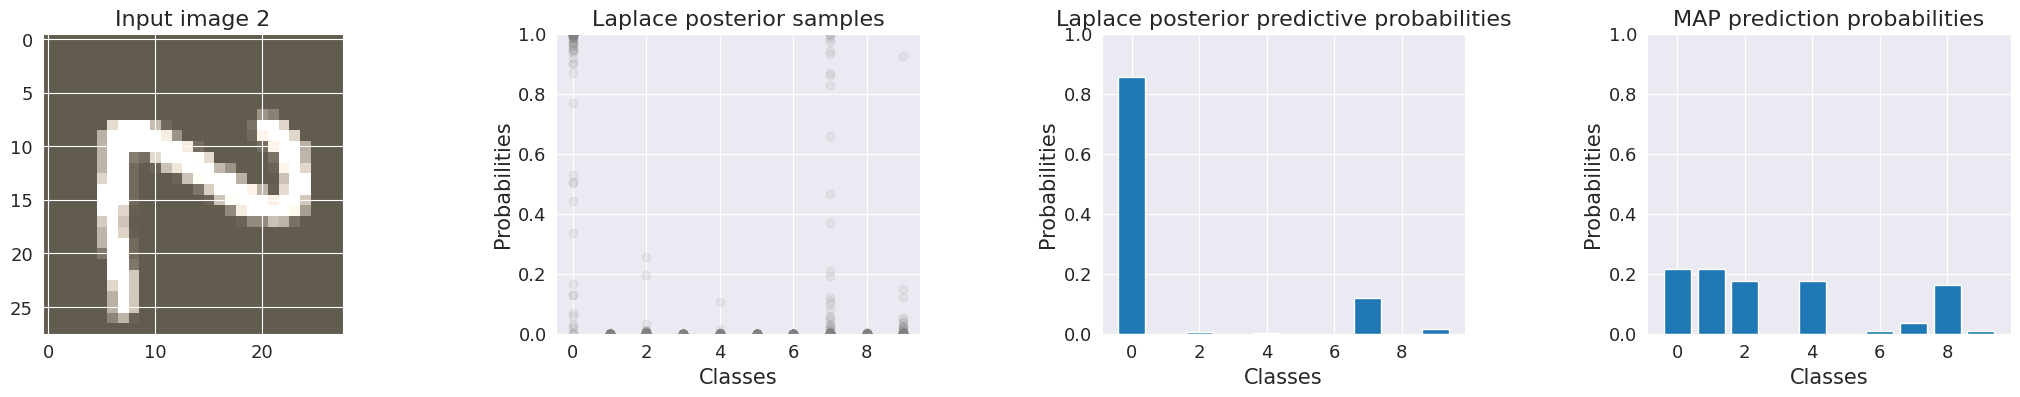 Input image 2
0
5
10
15
20
25
0 10 20
Laplace posterior samples
Probabilities
1.0
0.8
0.6
0.4
0.2
0.0
0 2 4 6 8
Classes
Laplace posterior predictive probabilities
Probabilities
1.0
0.8
0.6
0.4
0.2
0.0
0 2 4 6 8
Classes
MAP prediction probabilities
Probabilities
1.0
0.8
0.6
0.4
0.2
0.0
0 2 4 6 8
Classes